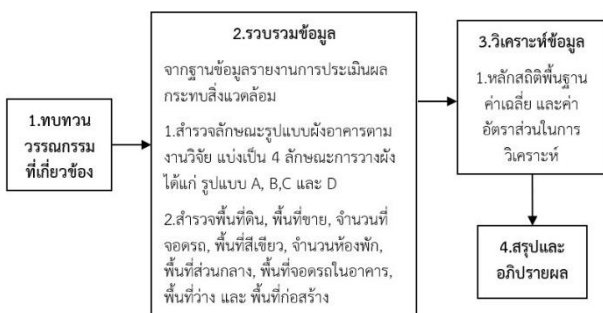 1.ทบทวน
วรรณกรรม
ที่เกี่ยวข้อง
2.รวบรวมข้อมูล
จากฐานข้อมูลรายงานการประเมินผล
กระทบสิ่งแวดล้อม
1.สำรวจลักษณะรูปแบบผังอาคารตาม
งานวิจัย แบ่งเป็น 4 ลักษณะการวางผัง
ได้แก่ รูปแบบ A, B,C และ D
2.สำรวจพื้นที่ดิน, พื้นที่ขาย, จำนวนที่
จอดรถ, พื้นที่สีเขียว, จำนวนห้องพัก,
พื้นที่ส่วนกลาง, พื้นที่จอดรถในอาคาร,
พื้นที่ว่าง และ พื้นที่ก่อสร้าง
3.วิเคราะห์ข้อมูล
1.หลักสถิติพื้นฐาน
ค่าเฉลี่ย และค่า
อัตราส่วนในการ
วิเคราะห์
4.สรุปและ
อภิปรายผล